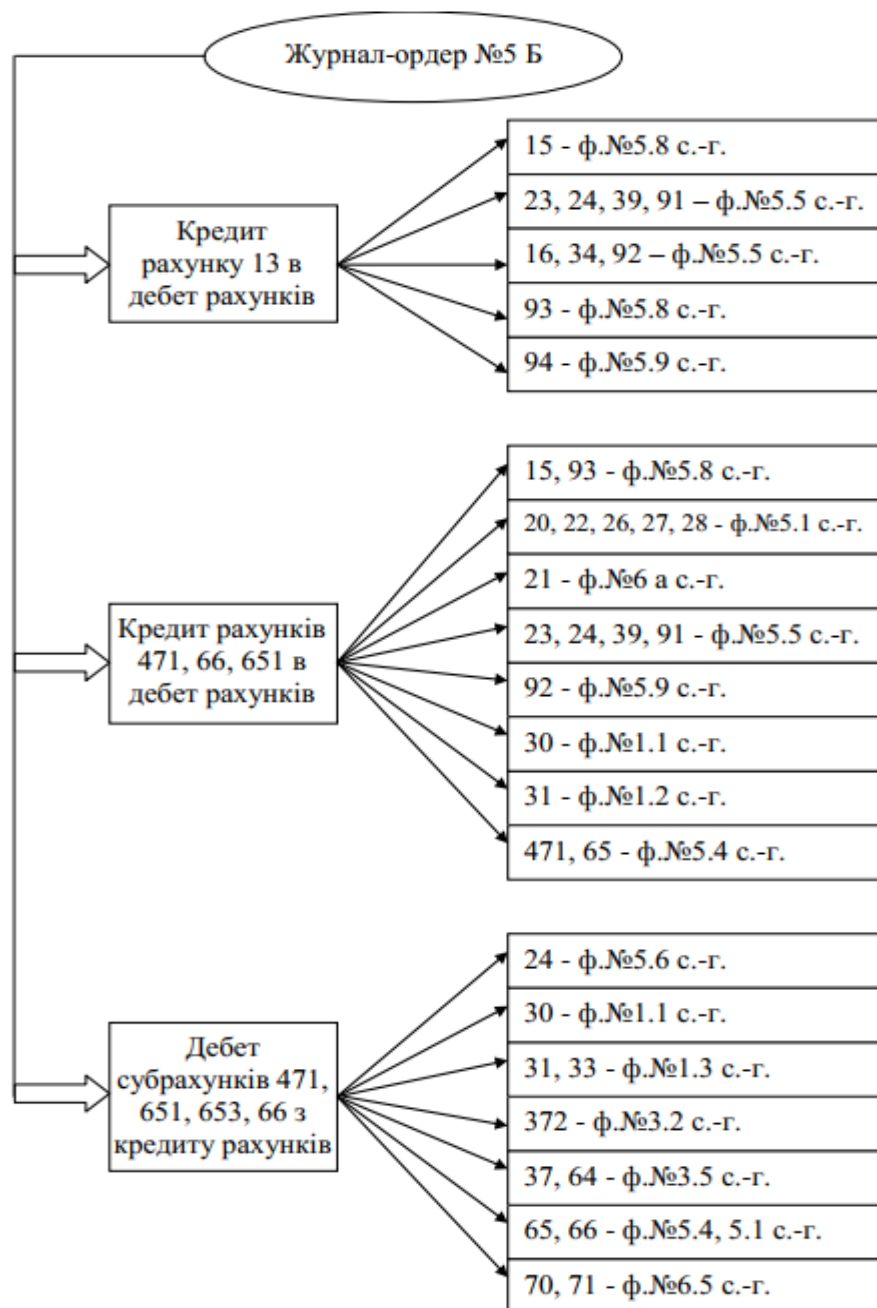 Журнал-ордер №5 Б
Кредит
рахунку 13 в
дебет рахунків
15 - ф.№5.8 с.-г.
23, 24, 39, 91 – ф.№5.5 с.-г.
16, 34, 92 – ф.№5.5 с.-г.
93 - ф.№5.8 с.-г.
94 - ф.№5.9 с.-г.
Кредит рахунків
471, 66, 651 в
дебет рахунків
15, 93 - ф.№5.8 с.-г.
20, 22, 26, 27, 28 - ф.№5.1 с.-г.
21 - ф.№6 а с.-г.
23, 24, 39, 91 - ф.№5.5 с.-г.
92 - ф.№5.9 с.-г.
30 - ф.№1.1 с.-г.
31 - ф.№1.2 с.-г.
471, 65 - ф.№5.4 с.-г.
Дебет
субрахунків 471,
651, 653, 66 з
кредиту рахунків
24 - ф.№5.6 с.-г.
30 - ф.№1.1 с.-г.
31, 33 - ф.№1.3 с.-г.
372 - ф.№3.2 с.-г.
37, 64 - ф.№3.5 с.-г.
65, 66 - ф.№5.4, 5.1 с.-г.
70, 71 - ф.№6.5 с.-г.